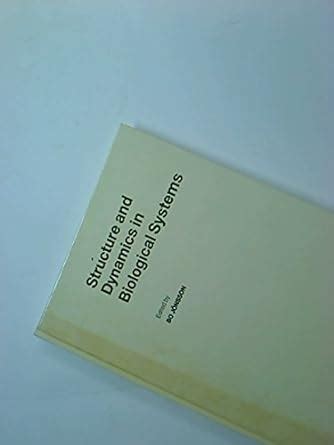 Structure and
Dynamics in
Biological Systems
Edited by
BO JÖNSSON